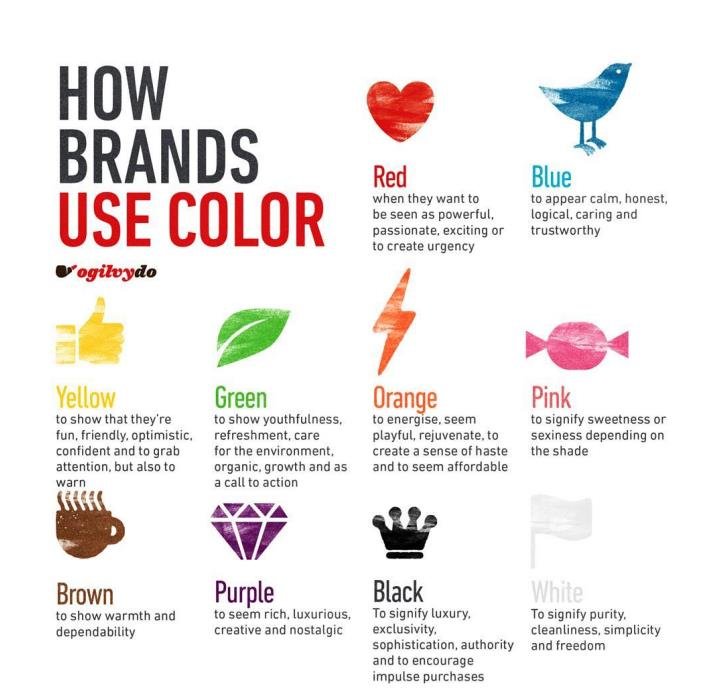 HOW
BRANDS
USE COLOR
ogilvydo
Red
when they want to
be seen as powerful,
passionate, exciting or
to create urgency
Blue
to appear calm, honest,
logical, caring and
trustworthy
Yellow
to show that they're
fun, friendly, optimistic,
confident and to grab
attention, but also to
warn
Green
to show youthfulness,
refreshment, care
for the environment,
organic, growth and as
a call to action
Orange
to energise, seem
playful, rejuvenate, to
create a sense of haste
and to seem affordable
Pink
to signify sweetness or
sexiness depending on
the shade
Brown
to show warmth and
dependability
Purple
to seem rich, luxurious,
creative and nostalgic
Black
To signify luxury,
exclusivity,
sophistication, authority
and to encourage
impulse purchases
White
To signify purity,
cleanliness, simplicity
and freedom